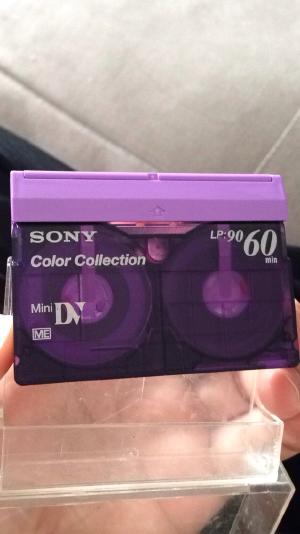 SONY
LP:90 60
min
Color Collection
Mini DV
ME